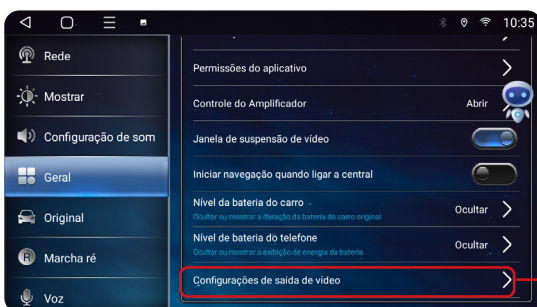 10:35
Rede
Mostrar
Configuração de som
Geral
Original
Marcha ré
Voz
Permissões do aplicativo
Controle do Amplificador Abrir
Janela de suspensão de vídeo
Iniciar navegação quando ligar a central
Nível da bateria do carro Ocultar
Ocultar ou mostrar a duração da bateria do carro original
Nível de bateria do telefone Ocultar
Ocultar ou mostrar a exibição de energia da bateria
Configurações de saída de vídeo